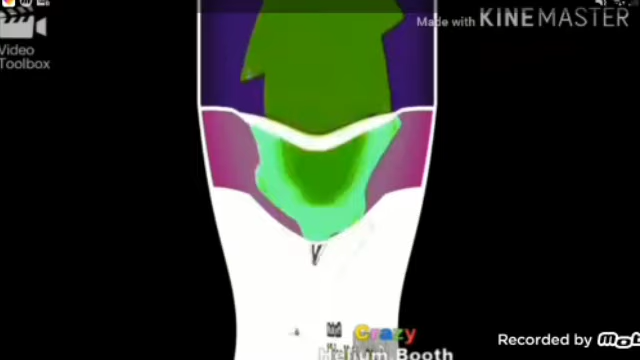 Made with KINEMASTER
Video
Toolbox
Crazy
Helium Booth
Recorded by